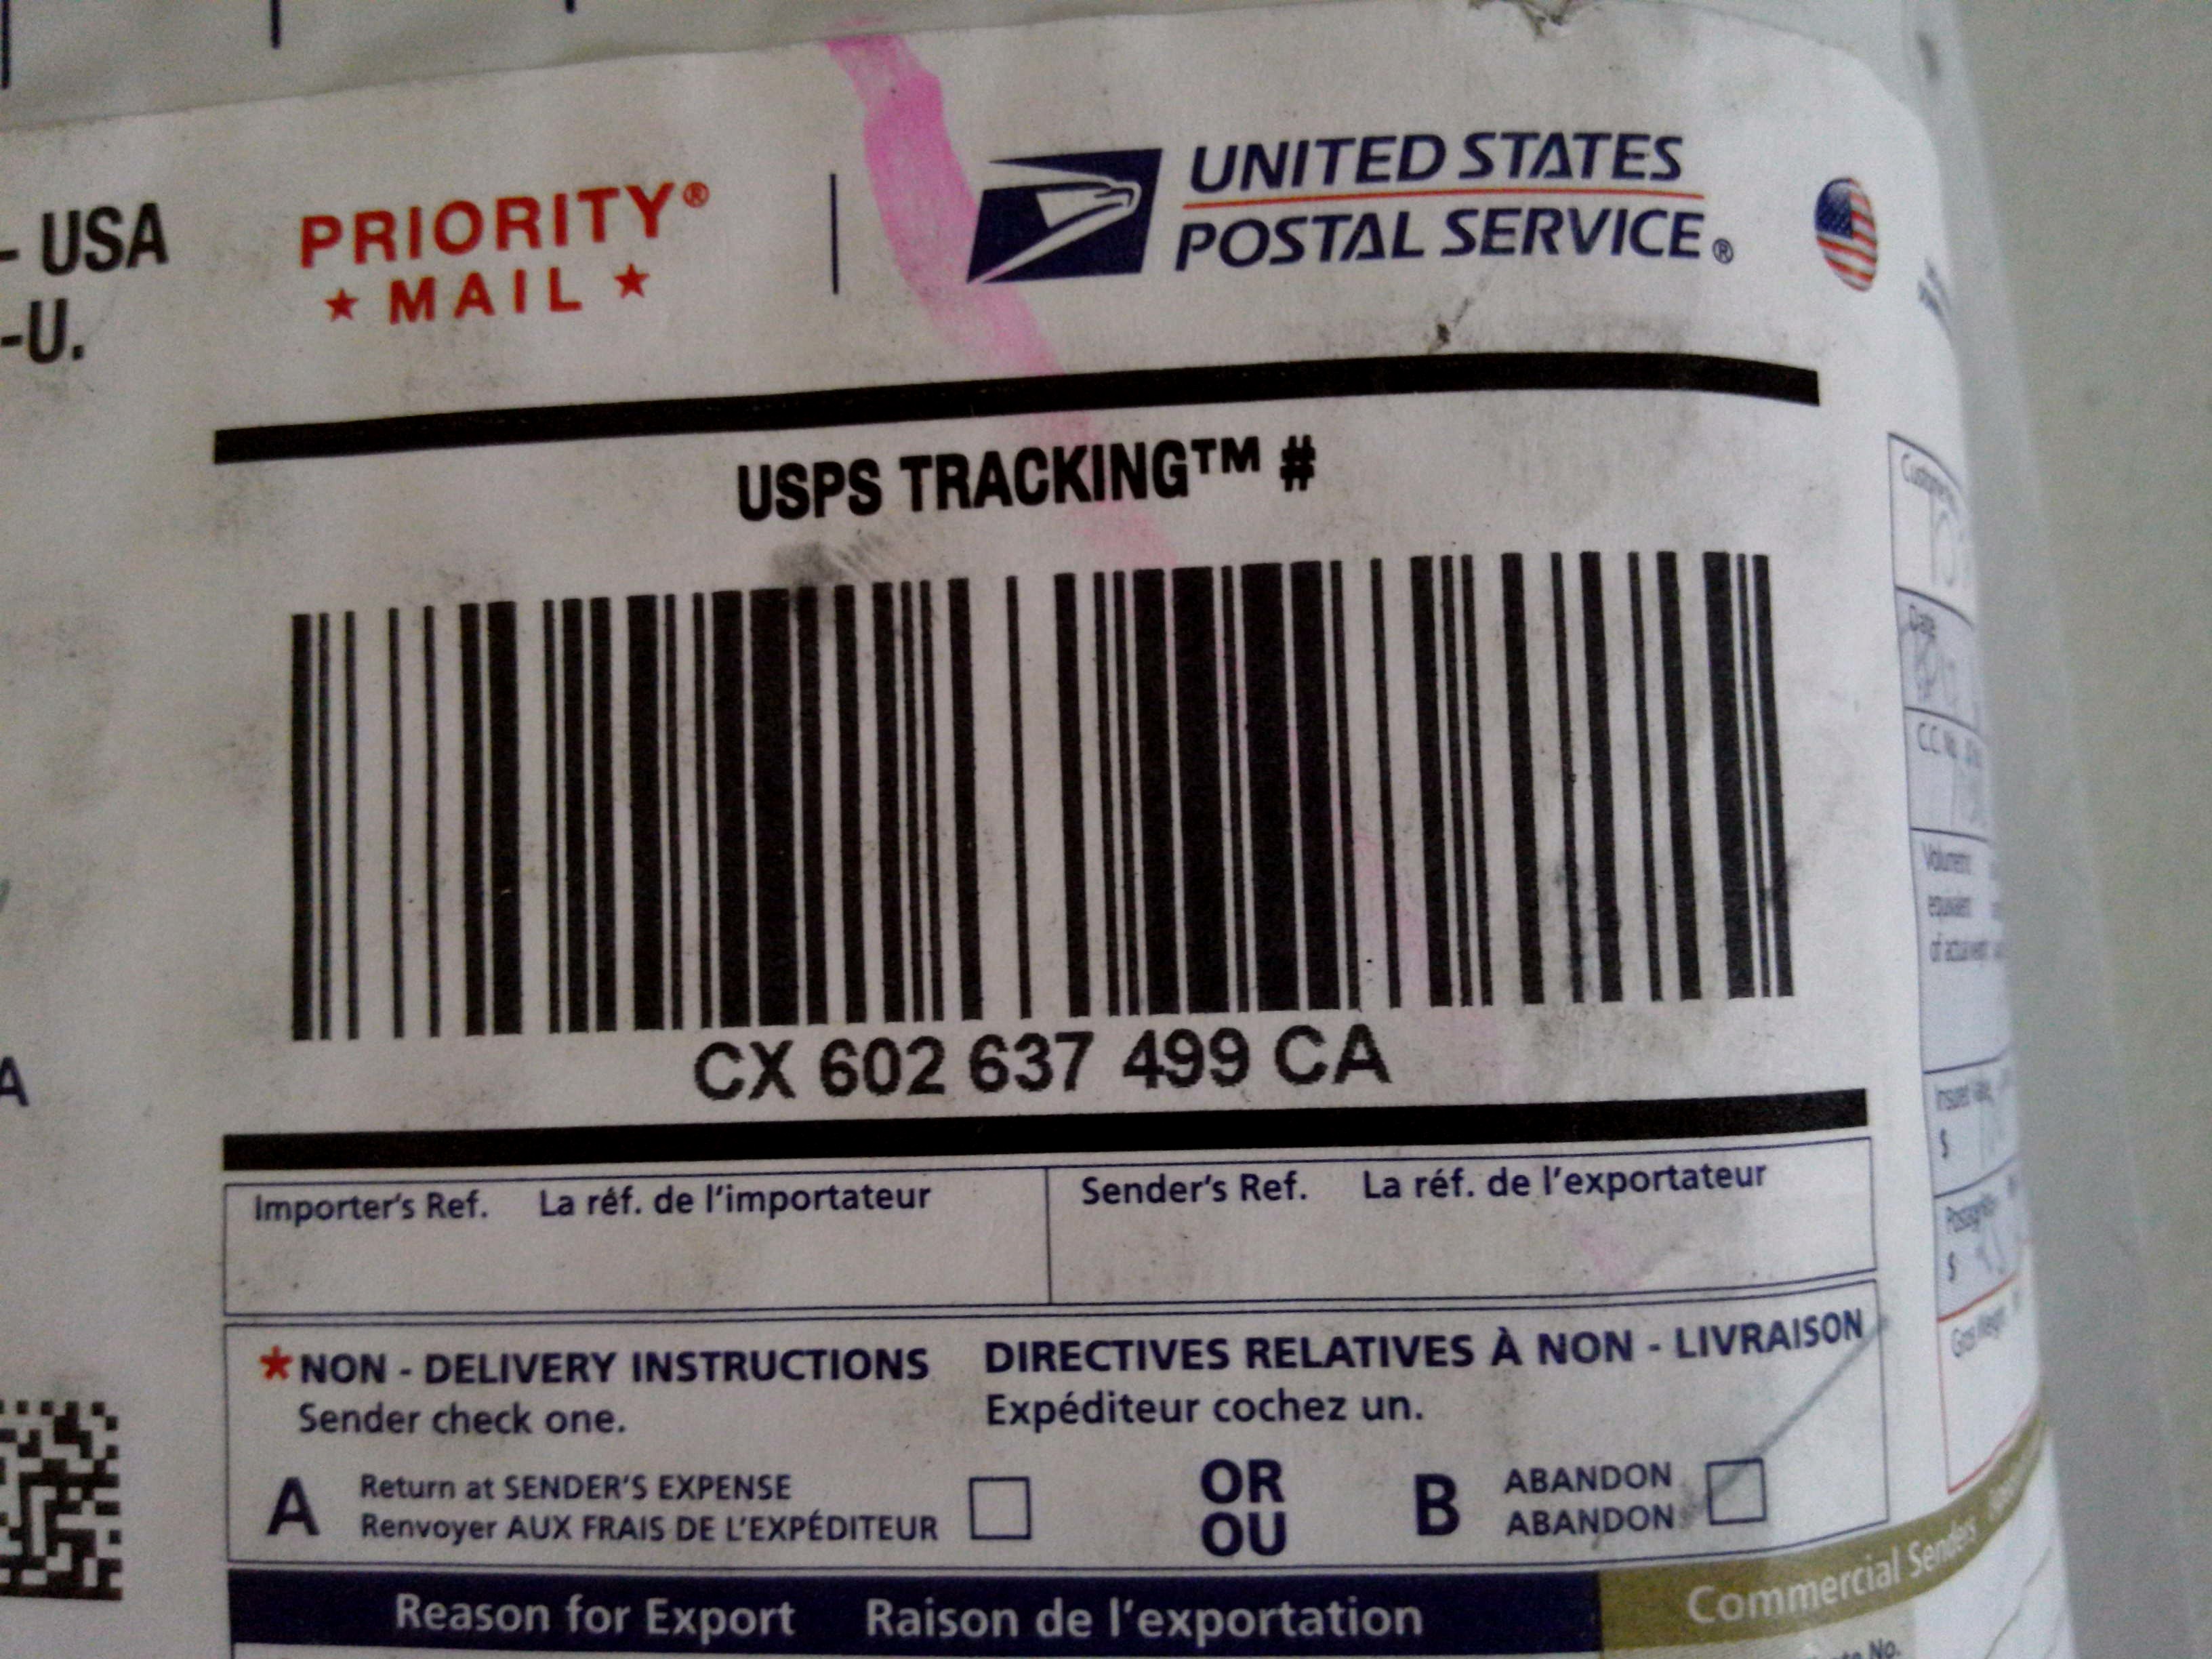 - USA
-U.
PRIORITY®
★ MAIL ★
UNITED STATES
POSTAL SERVICE®
USPS TRACKING™ #
CX 602 637 499 CA
A
Importer's Ref. La réf. de l'importateur
Sender's Ref. La réf. de l'exportateur
*NON - DELIVERY INSTRUCTIONS
Sender check one.
DIRECTIVES RELATIVES À NON - LIVRAISON
Expéditeur cochez un.
A
Return at SENDER'S EXPENSE
Renvoyer AUX FRAIS DE L'EXPÉDITEUR
OR
OU
B
ABANDON
ABANDON
Reason for Export Raison de l'exportation
Commercial Senders
No.
Date
$
$